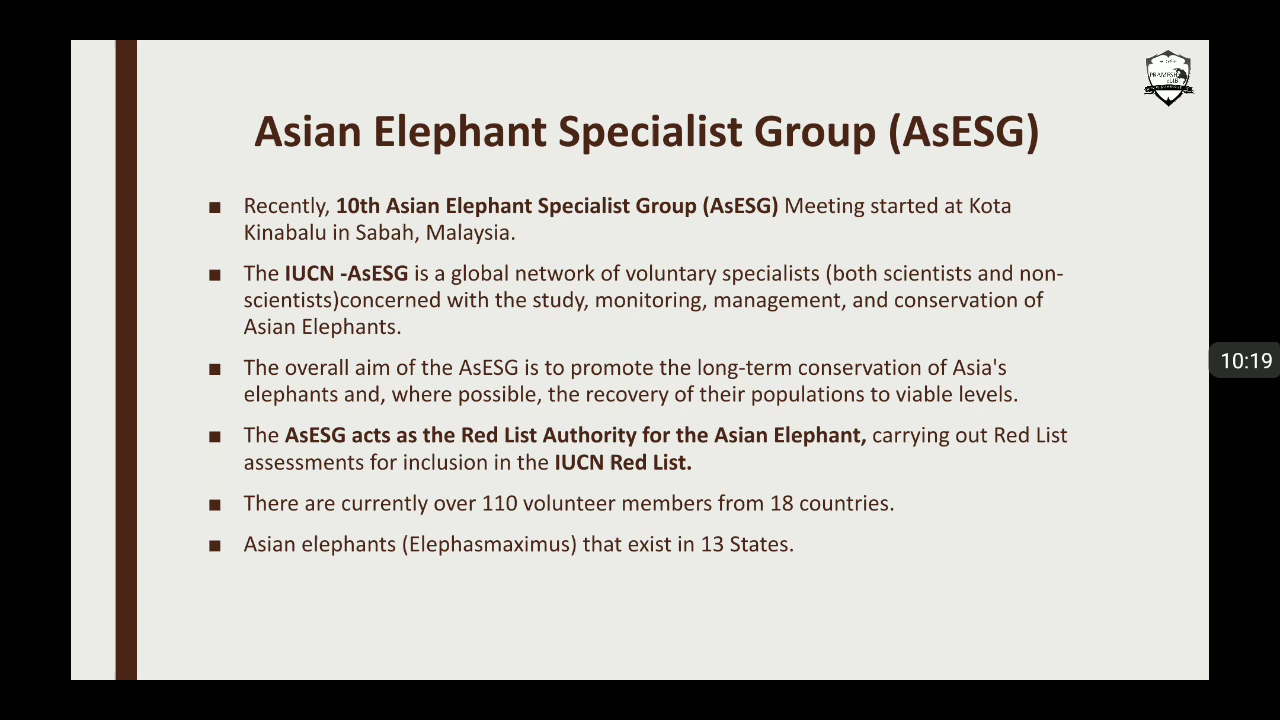 Asian Elephant Specialist Group (AsESG)
■ Recently, 10th Asian Elephant Specialist Group (AsESG) Meeting started at Kota
Kinabalu in Sabah, Malaysia.
■ The IUCN -AsESG is a global network of voluntary specialists (both scientists and non-
scientists)concerned with the study, monitoring, management, and conservation of
Asian Elephants.
■ The overall aim of the AsESG is to promote the long-term conservation of Asia's
elephants and, where possible, the recovery of their populations to viable levels.
■ The AsESG acts as the Red List Authority for the Asian Elephant, carrying out Red List
assessments for inclusion in the IUCN Red List.
■ There are currently over 110 volunteer members from 18 countries.
■ Asian elephants (Elephasmaximus) that exist in 13 States.
10:19